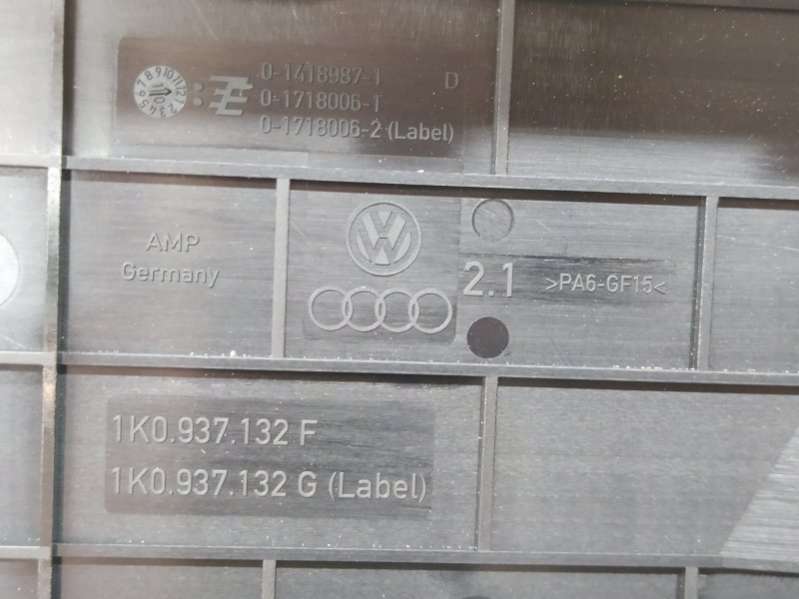 0-1418987-1 D
0-1718006-1
0-1718006-2 (Label)
AMP
Germany
VW
2.1
>PA6-GF15<
1K0.937.132 F
1K0.937.132 G (Label)